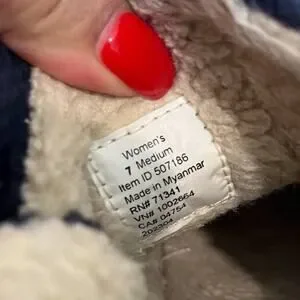 Women's
7 Medium
Item ID 507186
Made in Myanmar
RN# 71341
VN# 1002664
CA# 04754
202304